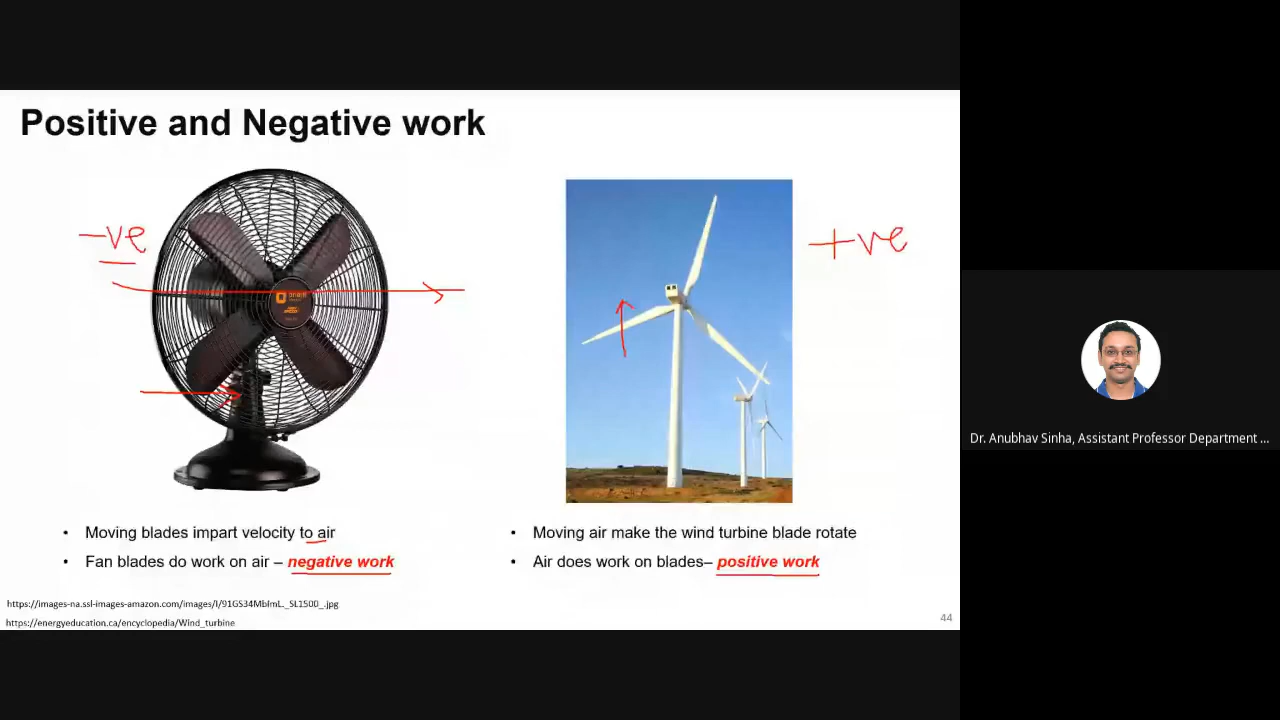 Positive and Negative work
-ve
+ve
• Moving blades impart velocity to air
• Fan blades do work on air – negative work
• Moving air make the wind turbine blade rotate
• Air does work on blades– positive work
https://images-na.ssl-images-amazon.com/images/I/91GS34MbImL._SL1500_.jpg
https://energyeducation.ca/encyclopedia/Wind_turbine
44
Dr. Anubhav Sinha, Assistant Professor Department ...